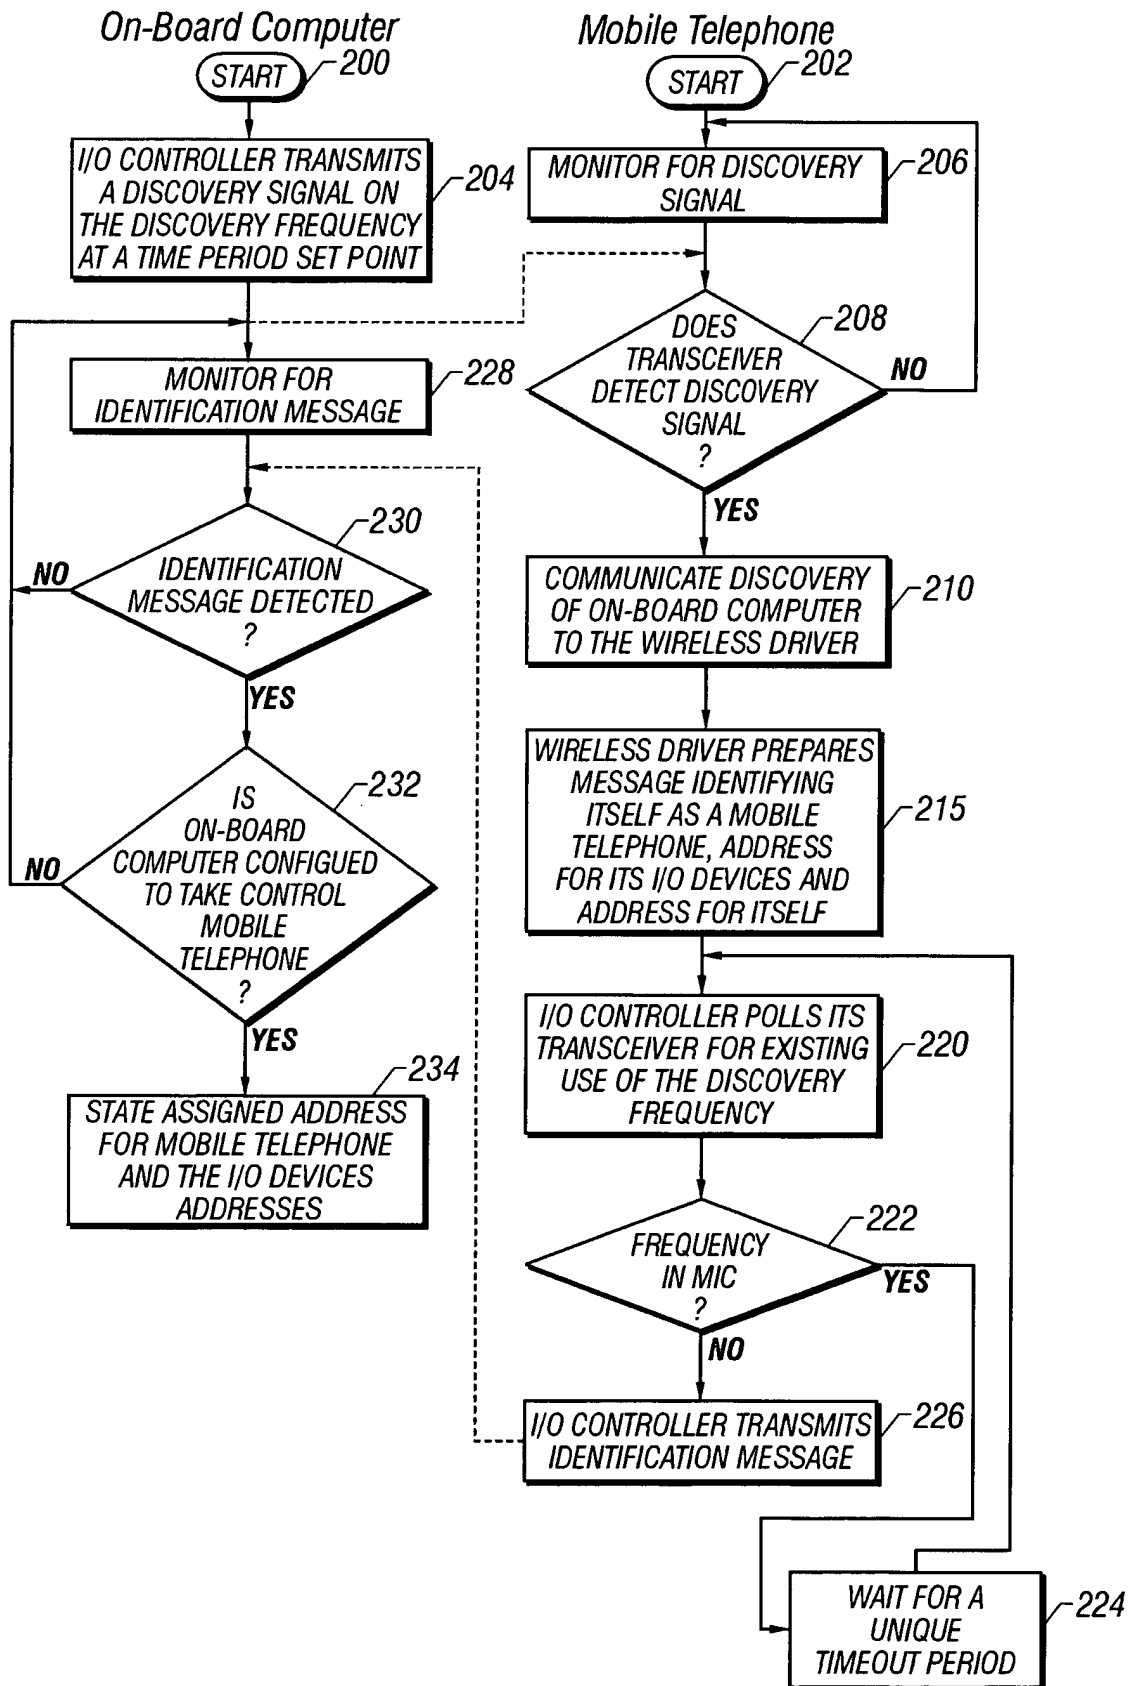 On-Board Computer
START
200
I/O CONTROLLER TRANSMITS
A DISCOVERY SIGNAL ON
THE DISCOVERY FREQUENCY
AT A TIME PERIOD SET POINT
204
MONITOR FOR
IDENTIFICATION MESSAGE
228
230
IDENTIFICATION
MESSAGE DETECTED
?
NO
YES
232
IS
ON-BOARD
COMPUTER CONFIGUED
TO TAKE CONTROL
MOBILE
TELEPHONE
?
NO
YES
234
STATE ASSIGNED ADDRESS
FOR MOBILE TELEPHONE
AND THE I/O DEVICES
ADDRESSES
Mobile Telephone
START
202
MONITOR FOR DISCOVERY
SIGNAL
206
208
DOES
TRANSCEIVER
DETECT DISCOVERY
SIGNAL
?
NO
YES
COMMUNICATE DISCOVERY
OF ON-BOARD COMPUTER
TO THE WIRELESS DRIVER
210
WIRELESS DRIVER PREPARES
MESSAGE IDENTIFYING
ITSELF AS A MOBILE
TELEPHONE, ADDRESS
FOR ITS I/O DEVICES AND
ADDRESS FOR ITSELF
215
I/O CONTROLLER POLLS ITS
TRANSCEIVER FOR EXISTING
USE OF THE DISCOVERY
FREQUENCY
220
222
FREQUENCY
IN MIC
?
YES
NO
I/O CONTROLLER TRANSMITS
IDENTIFICATION MESSAGE
226
WAIT FOR A
UNIQUE
TIMEOUT PERIOD
224